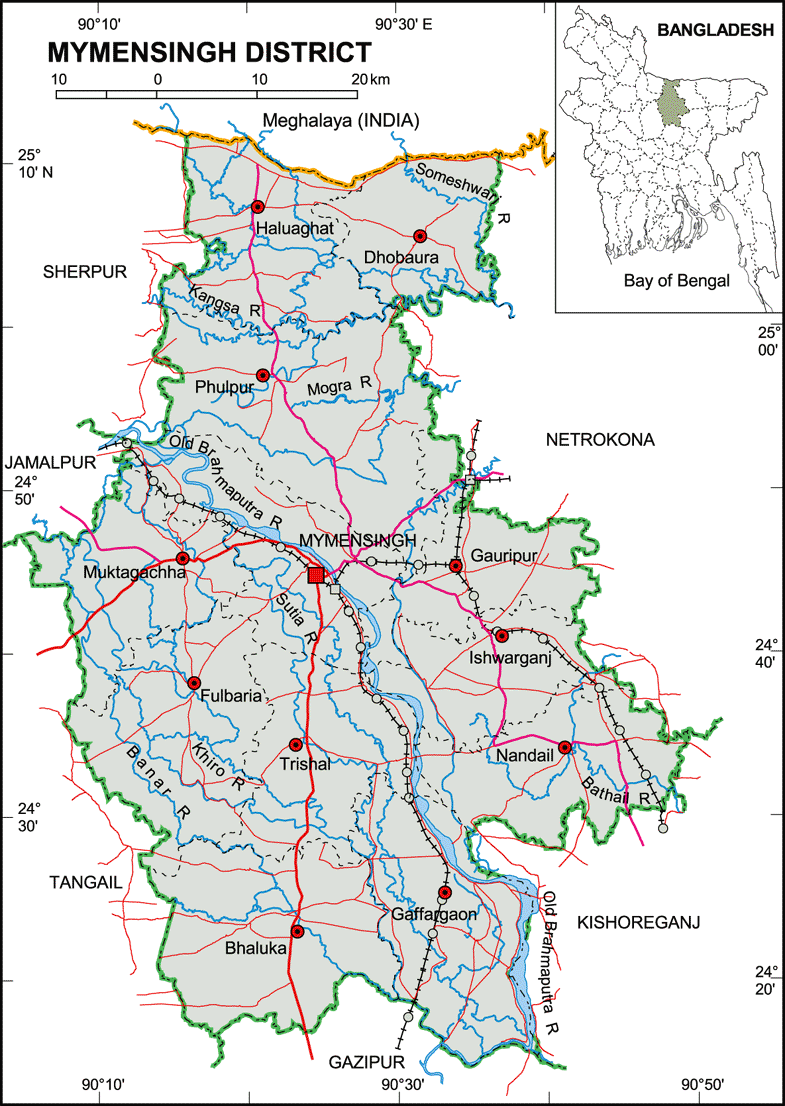 90°10'
90°30' E
MYMENSINGH DISTRICT
10 0 10 20 km
BANGLADESH
Bay of Bengal
Meghalaya (INDIA)
25°
10' N
Someshwari R
Haluaghat
Dhobaura
SHERPUR
Kangsa R
25°
00'
Phulpur
Mogra R
NETROKONA
Old Brahmaputra R
JAMALPUR
24°
50'
MYMENSINGH
Gauripur
Muktagachha
Sutia R
Ishwarganj
24°
40'
Fulbaria
Banar R
Khiro R
Trishal
Nandail
Bathail R
24°
30'
TANGAIL
Gaffargaon
Old Brahmaputra R
KISHOREGANJ
Bhaluka
24°
20'
GAZIPUR
90°10'
90°30'
90°50'